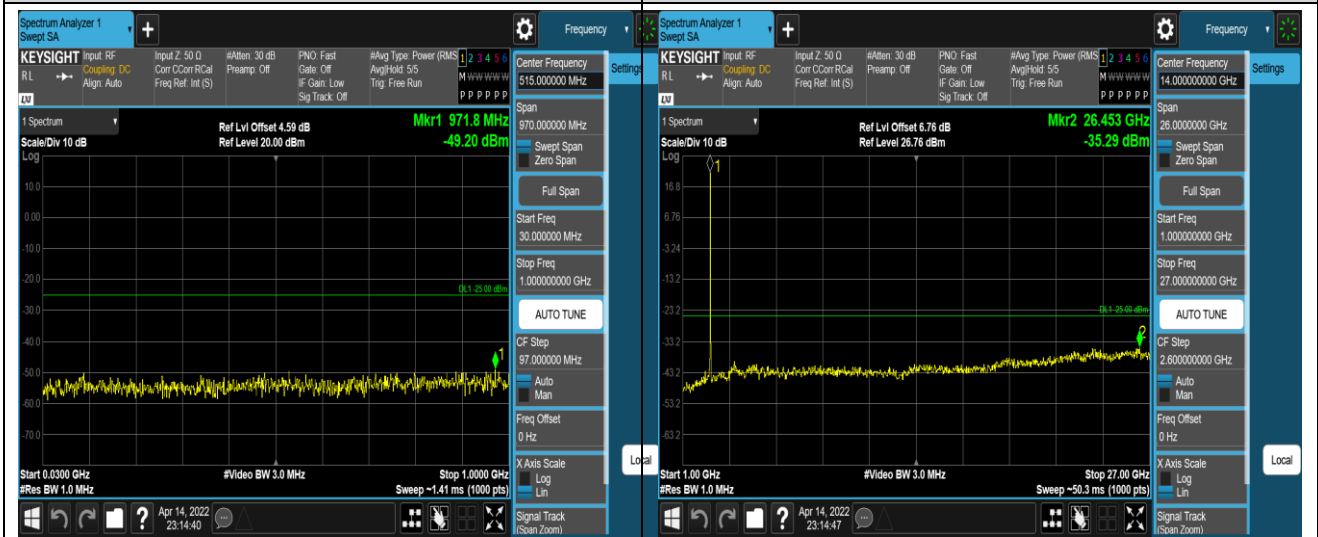 Spectrum Analyzer 1
Swept SA
+
Frequency
KEYSIGHT
RL
LXI
Input: RF
Coupling: DC
Align: Auto
Input Z: 50 Ω
Corr CCorr RCal
Freq Ref: Int (S)
#Atten: 30 dB
Preamp: Off
PNO: Fast
Gate: Off
IF Gain: Low
Sig Track: Off
#Avg Type: Power (RMS
Avg|Hold: 5/5
Trig: Free Run
1 2 3 4 5 6
M W W W W W
P P P P P P
Center Frequency
515.000000 MHz
Settings
Span
970.000000 MHz
Swept Span
Zero Span
Full Span
Start Freq
30.000000 MHz
Stop Freq
1.000000000 GHz
AUTO TUNE
CF Step
97.000000 MHz
Auto
Man
Freq Offset
0 Hz
X Axis Scale
Log
Lin
Signal Track
(Span Zoom)
Local
1 Spectrum
Scale/Div 10 dB
Log
Ref Lvl Offset 4.59 dB
Ref Level 20.00 dBm
Mkr1 971.8 MHz
-49.20 dBm
10.0
0.00
-10.0
-20.0
DL1 -25.00 dBm
-30.0
-40.0
1
-50.0
-60.0
-70.0
Start 0.0300 GHz
#Res BW 1.0 MHz
#Video BW 3.0 MHz
Stop 1.0000 GHz
Sweep ~1.41 ms (1000 pts)
?
Apr 14, 2022
23:14:40
Spectrum Analyzer 1
Swept SA
+
Frequency
KEYSIGHT
RL
LXI
Input: RF
Coupling: DC
Align: Auto
Input Z: 50 Ω
Corr CCorr RCal
Freq Ref: Int (S)
#Atten: 30 dB
Preamp: Off
PNO: Fast
Gate: Off
IF Gain: Low
Sig Track: Off
#Avg Type: Power (RMS
Avg|Hold: 5/5
Trig: Free Run
1 2 3 4 5 6
M W W W W W
P P P P P P
Center Frequency
14.000000000 GHz
Settings
Span
26.0000000 GHz
Swept Span
Zero Span
Full Span
Start Freq
1.000000000 GHz
Stop Freq
27.000000000 GHz
AUTO TUNE
CF Step
2.600000000 GHz
Auto
Man
Freq Offset
0 Hz
X Axis Scale
Log
Lin
Signal Track
(Span Zoom)
Local
1 Spectrum
Scale/Div 10 dB
Log
Ref Lvl Offset 6.76 dB
Ref Level 26.76 dBm
Mkr2 26.453 GHz
-35.29 dBm
1
16.8
6.76
-3.24
-13.2
-23.2
DL1 -25.00 dBm
2
-33.2
-43.2
-53.2
-63.2
Start 1.00 GHz
#Res BW 1.0 MHz
#Video BW 3.0 MHz
Stop 27.00 GHz
Sweep ~50.3 ms (1000 pts)
?
Apr 14, 2022
23:14:47